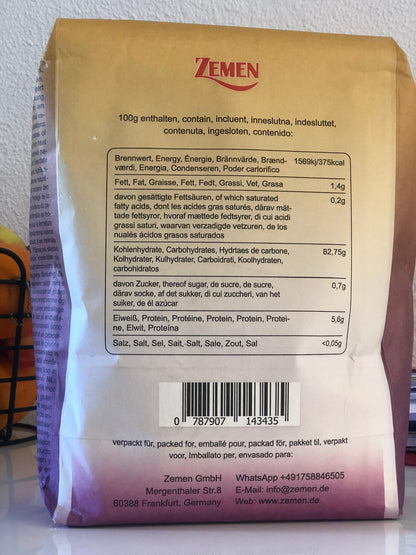 ZEMEN
100g enthalten, contain, incluent, inneslutna, indesluttet,
contenuta, ingesloten, contenido:
Brennwert, Energy, Énergie, Brännvärde, Brænd- 1569kj/375kcal
værdi, Energia, Condenseren, Poder cariorifico
Fett, Fat, Graisse, Fett, Fedt, Grassi, Vet, Grasa 1,4g
davon gesättigte Fettsäuren, of which saturated 0,2g
fatty acids, dont les acides gras saturés, därav mät-
tade fettsyror, hvoraf mættede fedtsyrer, di cui acidi
grassi saturi, waarvan verzadigde vetzuren, de los
nualés ácidos grasos saturados
Kohlenhydrate, Carbohydrates, Hydrtaes de carbone, 82,75g
Kolhydrater, Kulhydrater, Carboidrati, Koolhydraten,
carbohidratos
davon Zucker, thereof sugar, de sucre, de sucre, 0,7g
därav socke, af det sukker, di cui zuccheri, van het
suiker, de él azúcar
Eiweiß, Protein, Protéine, Protein, Protein, Protei- 5,6g
ne, Elwit, Proteína
Salz, Salt, Sel, Sait, Salt, Sale, Zout, Sal <0,05g
0 787907 143435
verpackt für, packed for, emballé pour, packad för, pakket til, verpakt
voor, Imballato per, envasado para:
Zemen GmbH WhatsApp +491758846505
Mergenthaler Str.8 E-Mail: info@zemen.de
60388 Frankfurt, Germany Web: www.zemen.de